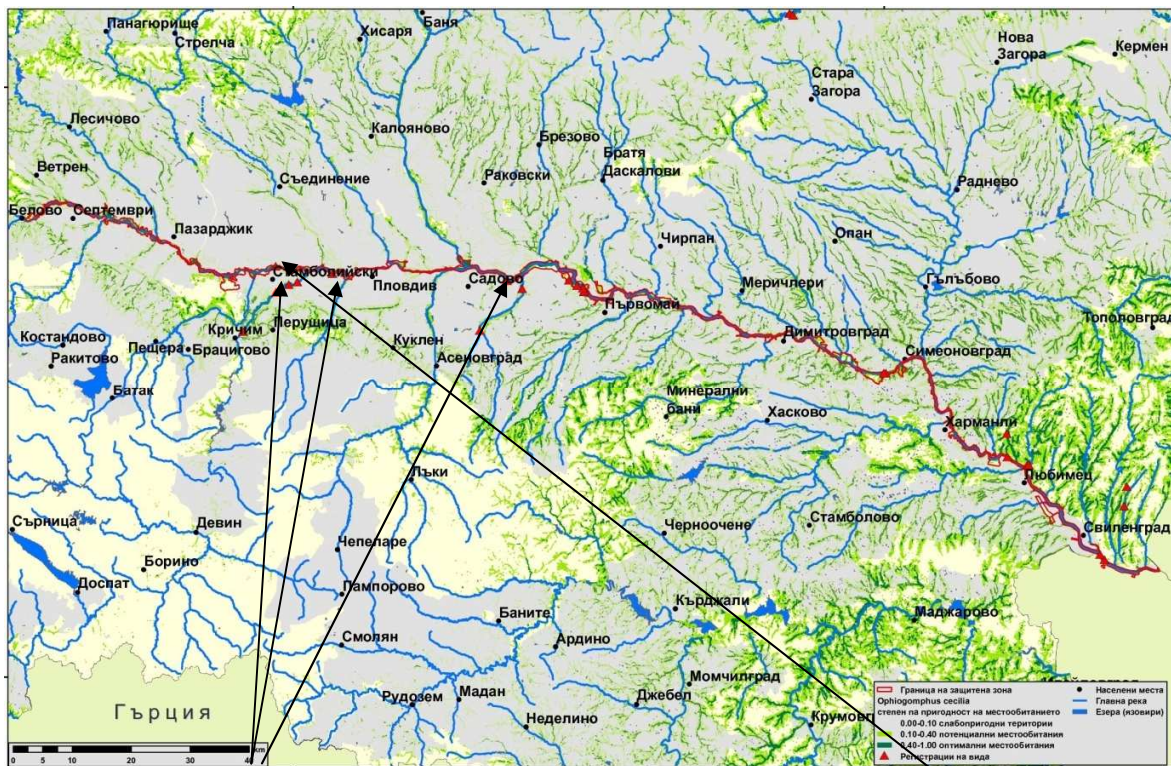 Панагюрище
Стрелча
Хисаря
Баня
Нова
Загора
Кермен
Стара
Загора
Лесичово
Калояново
Брезово
Братя
Даскалови
Ветрен
Съединение
Раковски
Раднево
Белово
Септември
Пазарджик
Чирпан
Опан
Стамболийски
Пловдив
Садово
Първомай
Меричлери
Гълъбово
Тополовград
Костандово
Ракитово
Пещера
Кричим
Брацигово
Перущица
Куклен
Асеновград
Димитровград
Симеоновград
Батак
Минерални
бани
Хасково
Харманли
Лъки
Любимец
Сърница
Девин
Чепеларе
Черноочене
Стамболово
Свиленград
Борино
Доспат
Пампорово
Баните
Кърджали
Маджарово
Смолян
Ардино
Момчилград
Рудозем
Мадан
Джебел
Неделино
Крумовг
Гърция
0 5 10 20 30 40 km
Граница на защитена зона
Ophiogomphus cecilia
степен на пригодност на местообитанието
0.00-0.10 слабопригодни територии
0.10-0.40 потенциални местообитания
0.40-1.00 оптимални местообитания
Регистрации на вида
Населени места
Главна река
Езера (изовири)